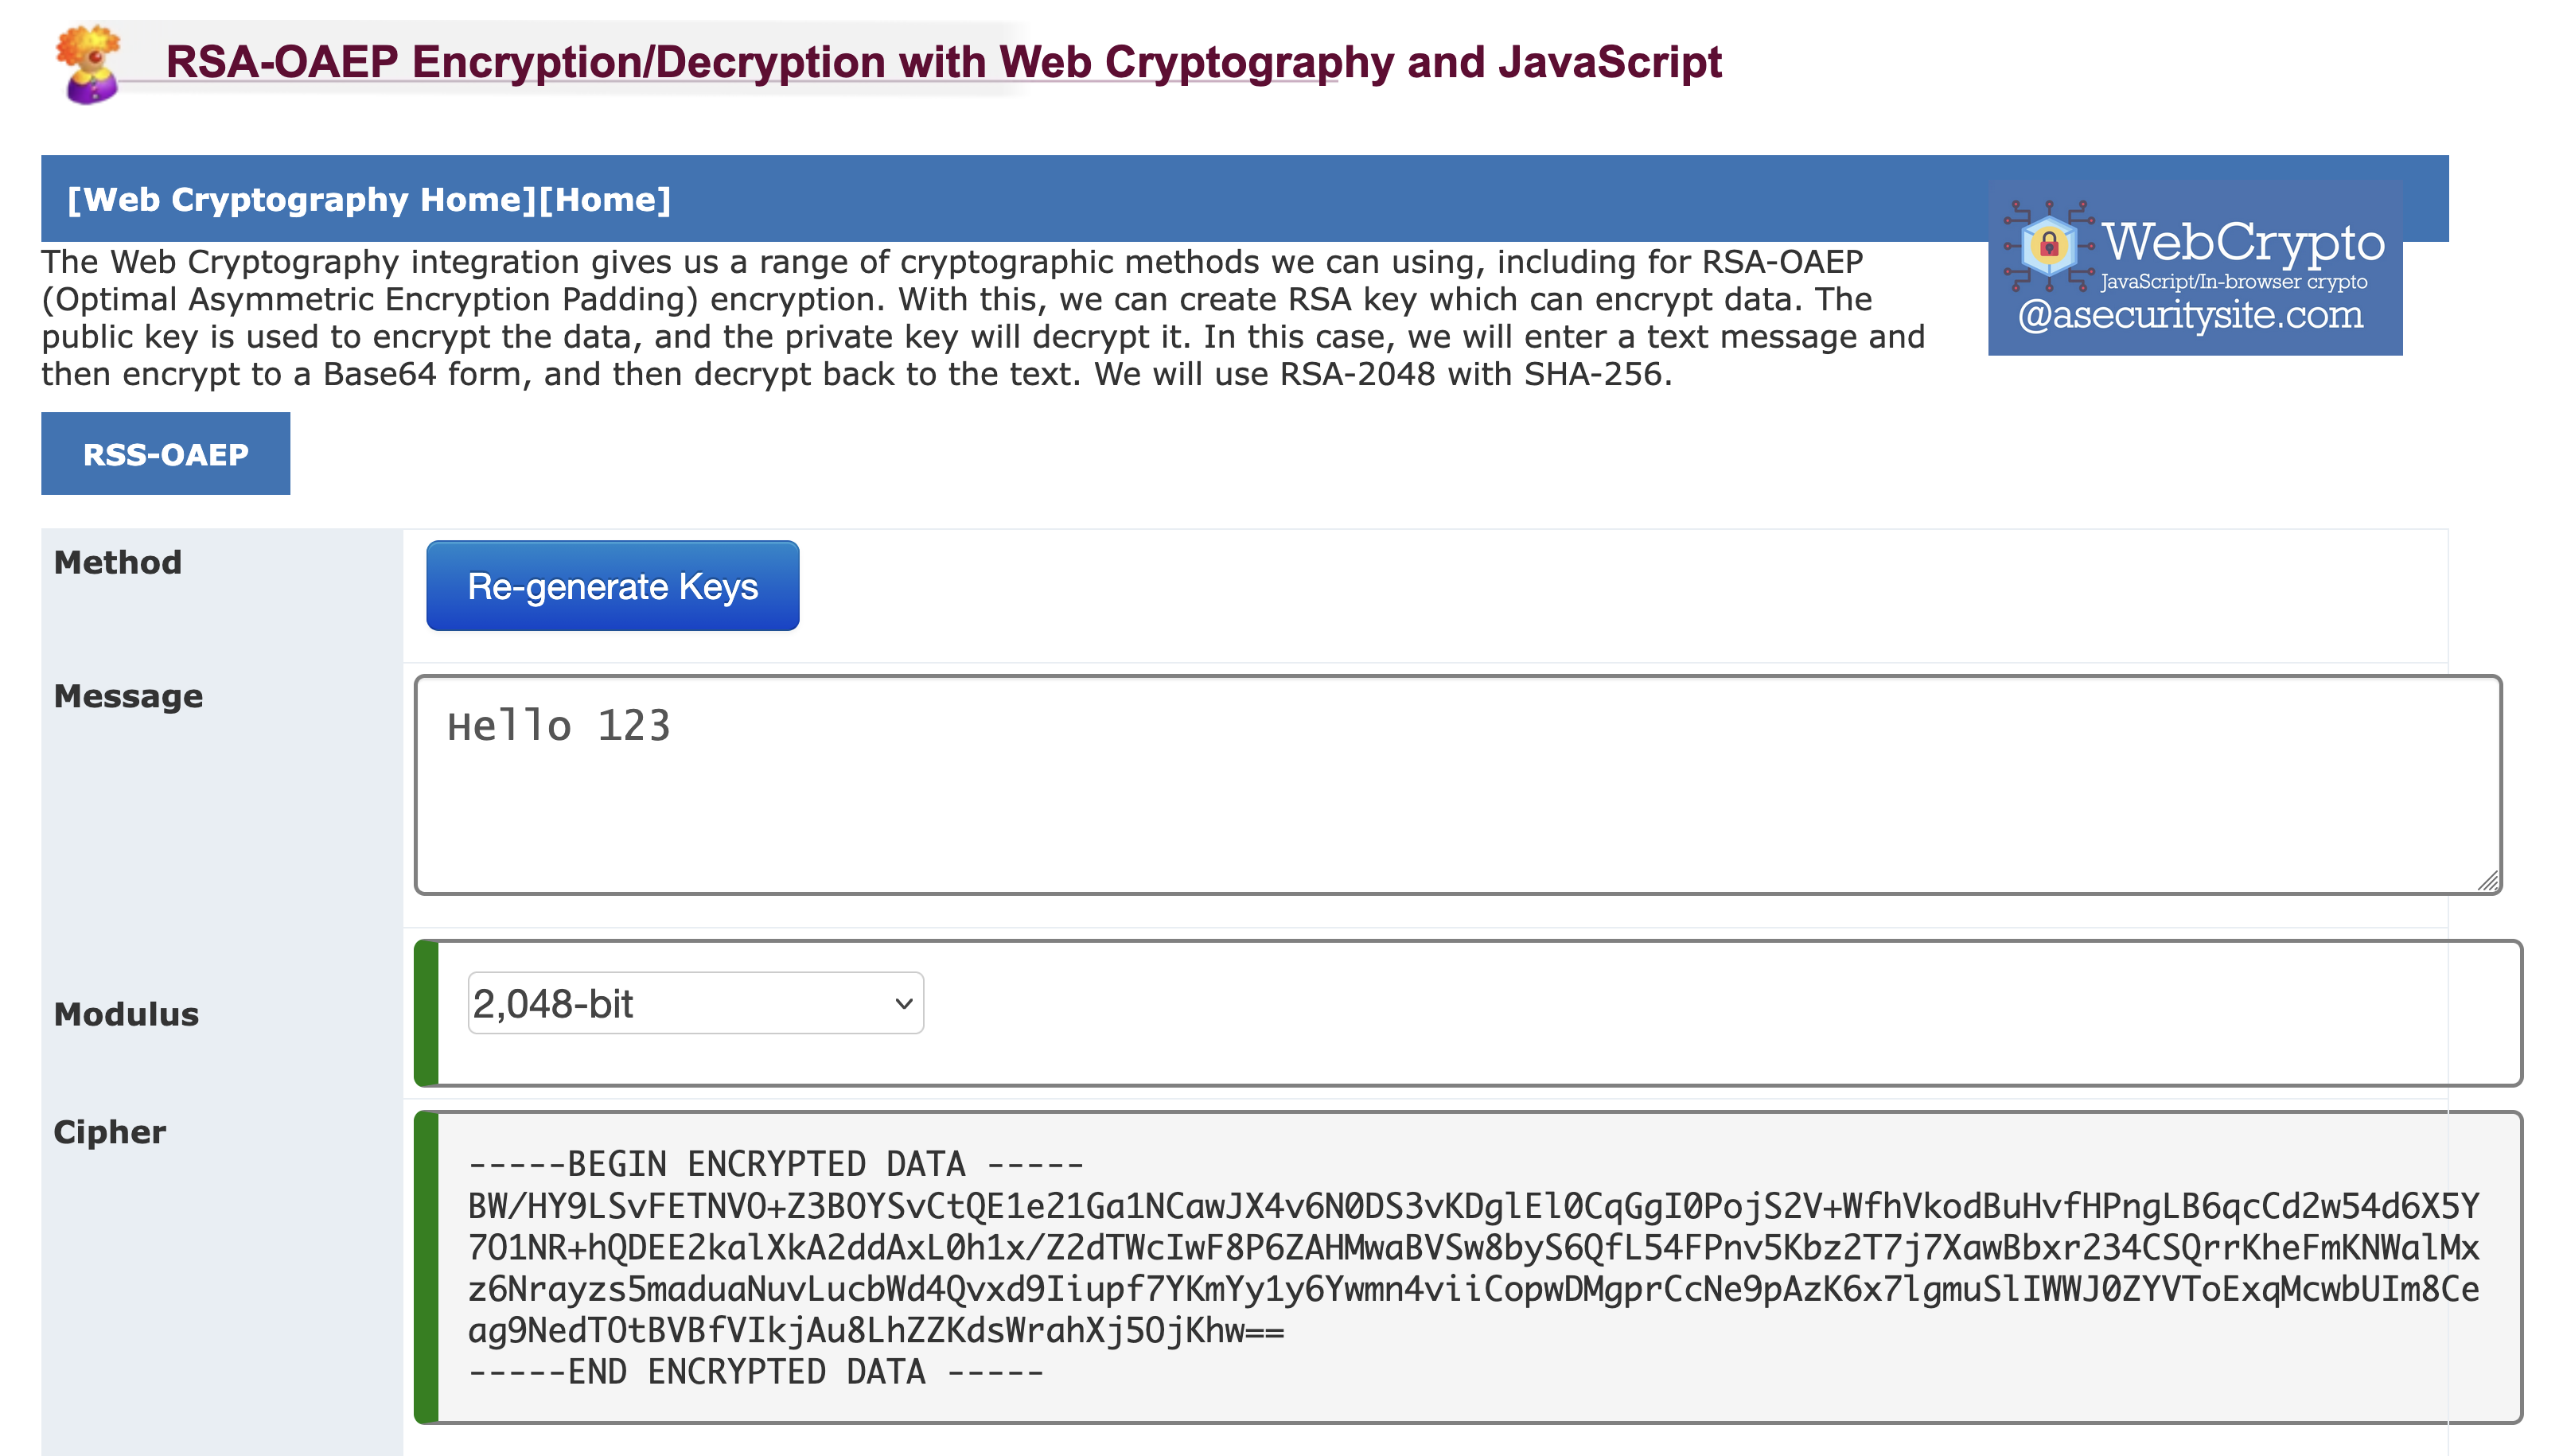 RSA-OAEP Encryption/Decryption with Web Cryptography and JavaScript
[Web Cryptography Home][Home]
WebCrypto
JavaScript/In-browser crypto
@asecuritysite.com
The Web Cryptography integration gives us a range of cryptographic methods we can using, including for RSA-OAEP
(Optimal Asymmetric Encryption Padding) encryption. With this, we can create RSA key which can encrypt data. The
public key is used to encrypt the data, and the private key will decrypt it. In this case, we will enter a text message and
then encrypt to a Base64 form, and then decrypt back to the text. We will use RSA-2048 with SHA-256.
RSS-OAEP
Method
Re-generate Keys
Message
Hello 123
Modulus
2,048-bit
Cipher
-----BEGIN ENCRYPTED DATA -----
BW/HY9LSvFETNVO+Z3BOYSvCtQE1e21Ga1NCawJX4v6N0DS3vKDglEl0CqGgI0PojS2V+WfhVkodBuHvfHPngLB6qcCd2w54d6X5Y
7O1NR+hQDEE2kalXkA2ddAxL0h1x/Z2dTWcIwF8P6ZAHMwaBVSw8byS6QfL54FPnv5Kbz2T7j7XawBbxr234CSQrrKheFmKNWalMx
z6Nrayzs5maduaNuvLucbWd4Qvxd9Iiupf7YKmYy1y6Ywmn4viiCopwDMgprCcNe9pAzK6x7lgmuSlIWWJ0ZYVToExqMcwbUIm8Ce
ag9NedTOtBVBfVIkjAu8LhZZKdsWrahXj5OjKhw==
-----END ENCRYPTED DATA -----